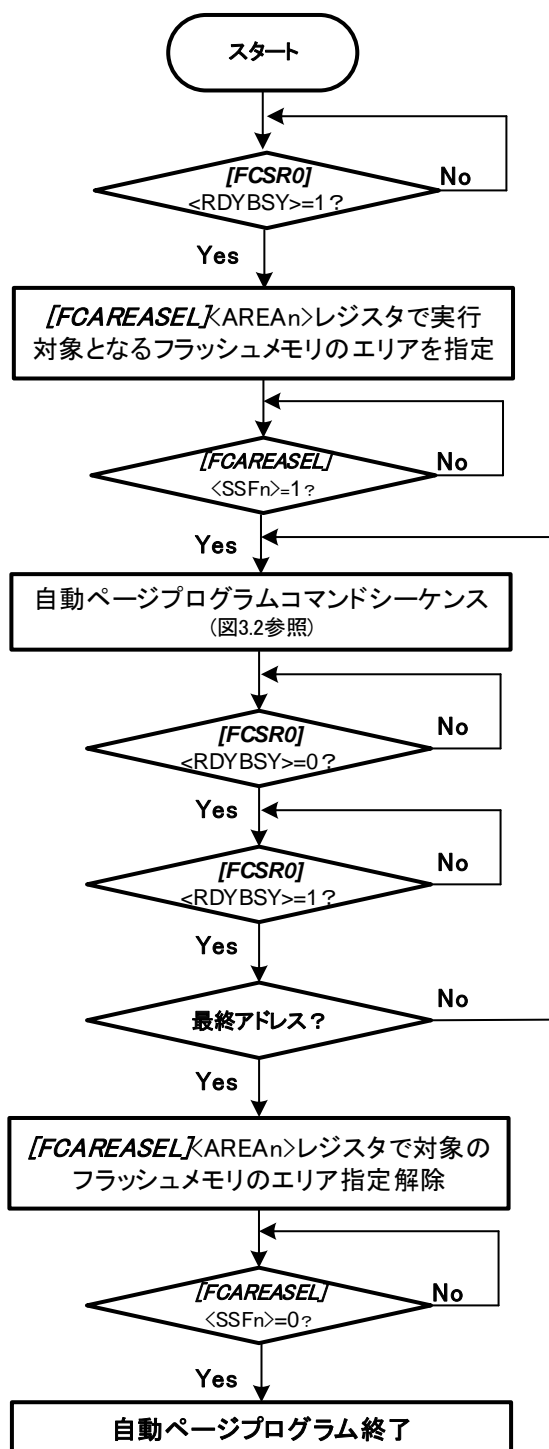 スタート
[FCSR0]
<RDYBSY>=1?
No
Yes
[FCAREASEL]<AREAn>レジスタで実行
対象となるフラッシュメモリのエリアを指定
[FCAREASEL]
<SSFn>=1?
No
Yes
自動ページプログラムコマンドシーケンス
(図3.2参照)
[FCSR0]
<RDYBSY>=0?
No
Yes
[FCSR0]
<RDYBSY>=1?
No
Yes
最終アドレス?
No
Yes
[FCAREASEL]<AREAn>レジスタで対象の
フラッシュメモリのエリア指定解除
[FCAREASEL]
<SSFn>=0?
No
Yes
自動ページプログラム終了